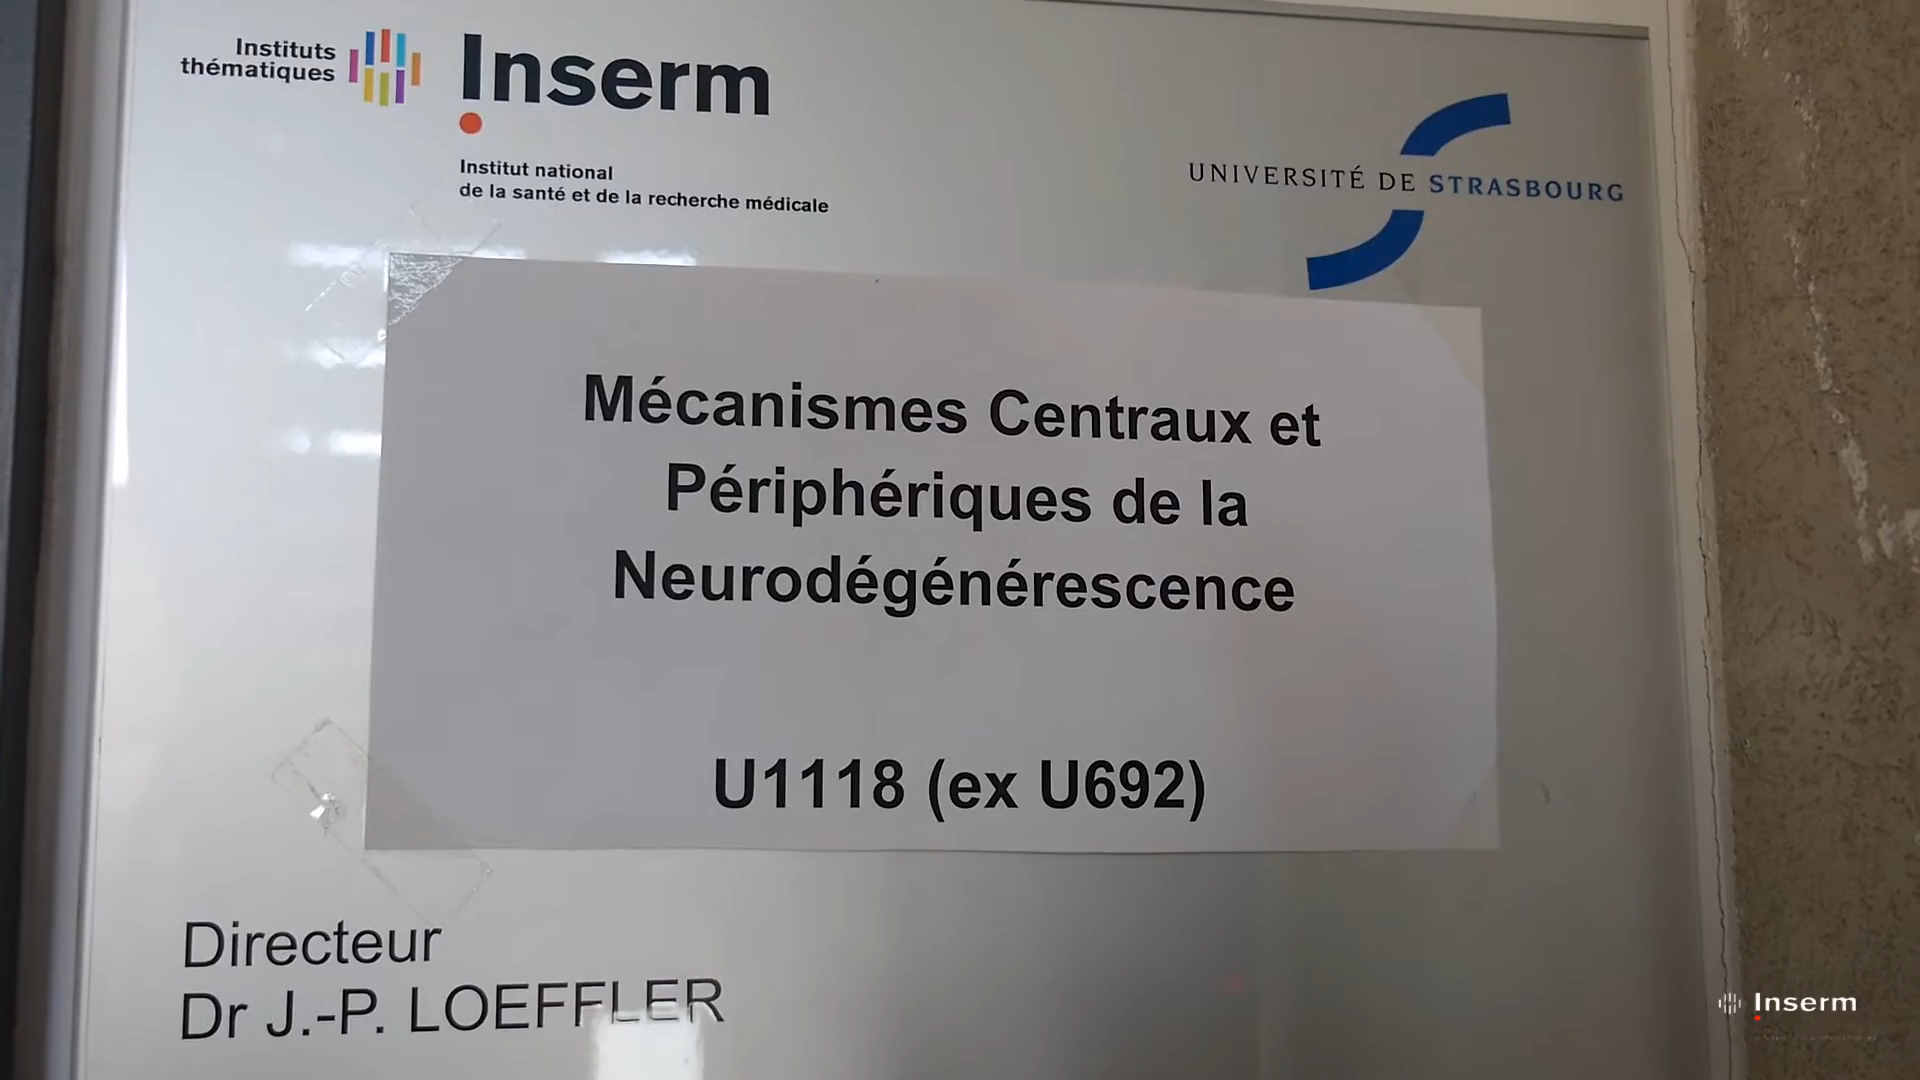 Instituts
thématiques
Inserm
Institut national
de la santé et de la recherche médicale
UNIVERSITÉ DE STRASBOURG
Mécanismes Centraux et
Périphériques de la
Neurodégénérescence
U1118 (ex U692)
Directeur
Dr J.-P. LOEFFLER
Inserm